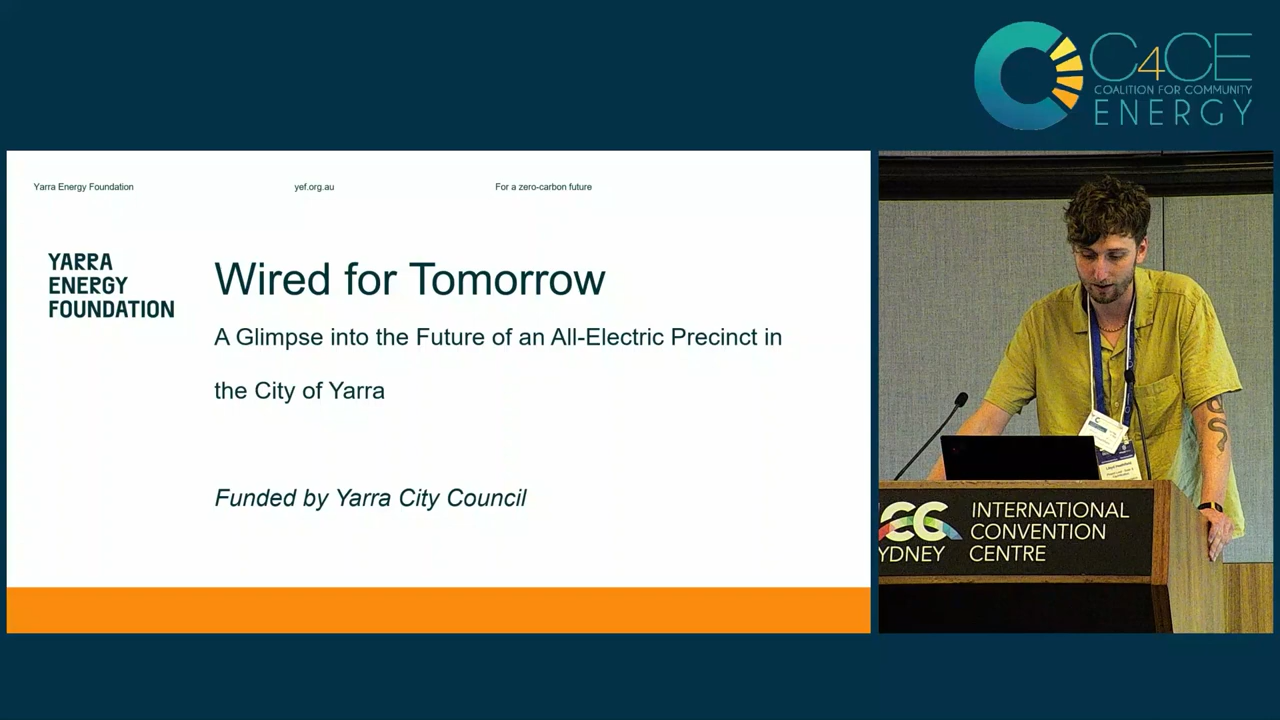 C4CE
COALITION FOR COMMUNITY
ENERGY
Yarra Energy Foundation
yef.org.au
For a zero-carbon future
YARRA
ENERGY
FOUNDATION
Wired for Tomorrow
A Glimpse into the Future of an All-Electric Precinct in
the City of Yarra
Funded by Yarra City Council
INTERNATIONAL
CONVENTION
CENTRE
ICC
YDNEY